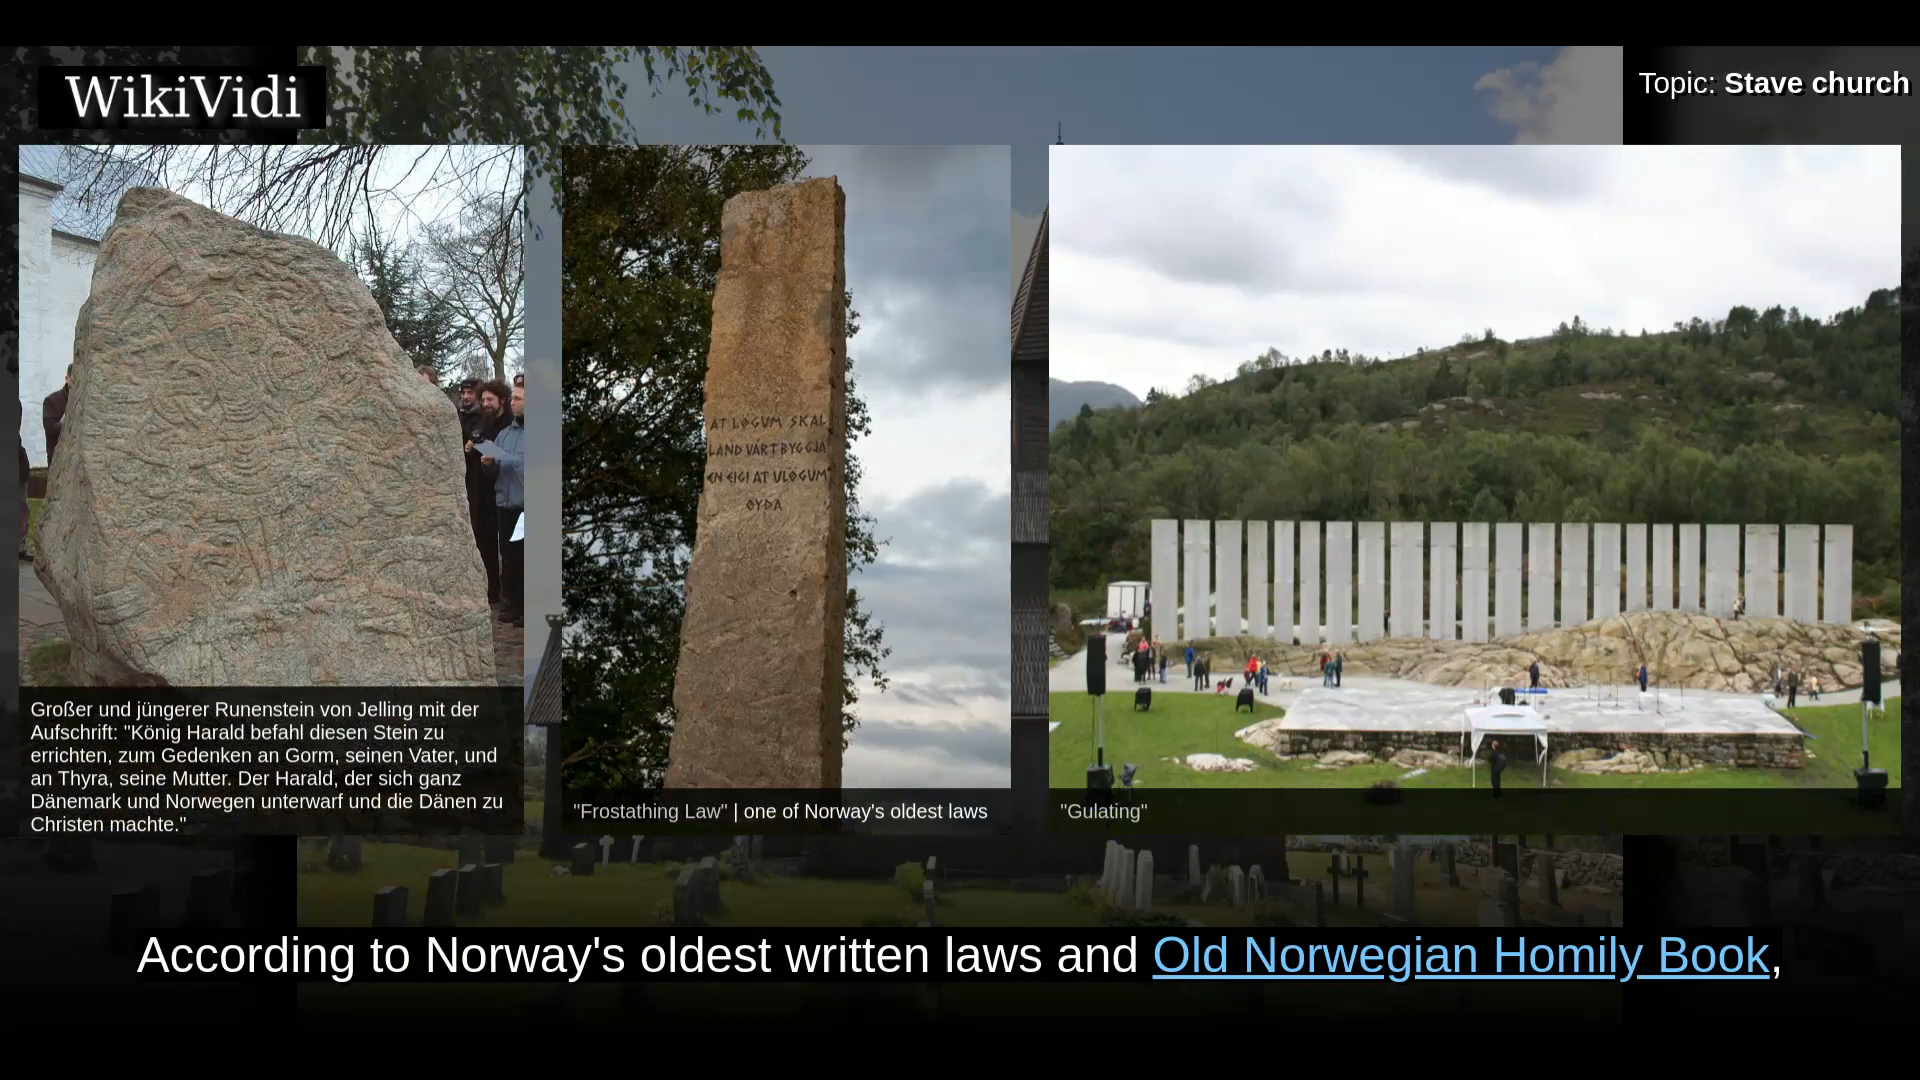 WikiVidi
Topic: Stave church
AT LÖGUM SKAL
LAND VÁRT BYGGJA
EN EIGI AT ULÖGUM
ØYDA
Großer und jüngerer Runenstein von Jelling mit der
Aufschrift: "König Harald befahl diesen Stein zu
errichten, zum Gedenken an Gorm, seinen Vater, und
an Thyra, seine Mutter. Der Harald, der sich ganz
Dänemark und Norwegen unterwarf und die Dänen zu
Christen machte."
"Frostathing Law" | one of Norway's oldest laws
"Gulating"
According to Norway's oldest written laws and Old Norwegian Homily Book,